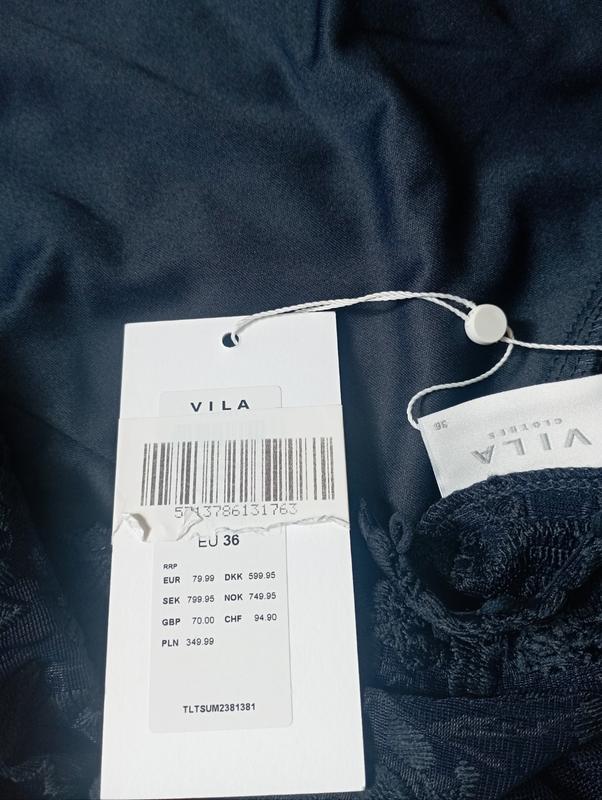 VILA
5713786131763
EU 36
RRP
EUR 79.99 DKK 599.95
SEK 799.95 NOK 749.95
GBP 70.00 CHF 94.90
PLN 349.99
TLTSUM2381381
36
VILA
CLOTHES